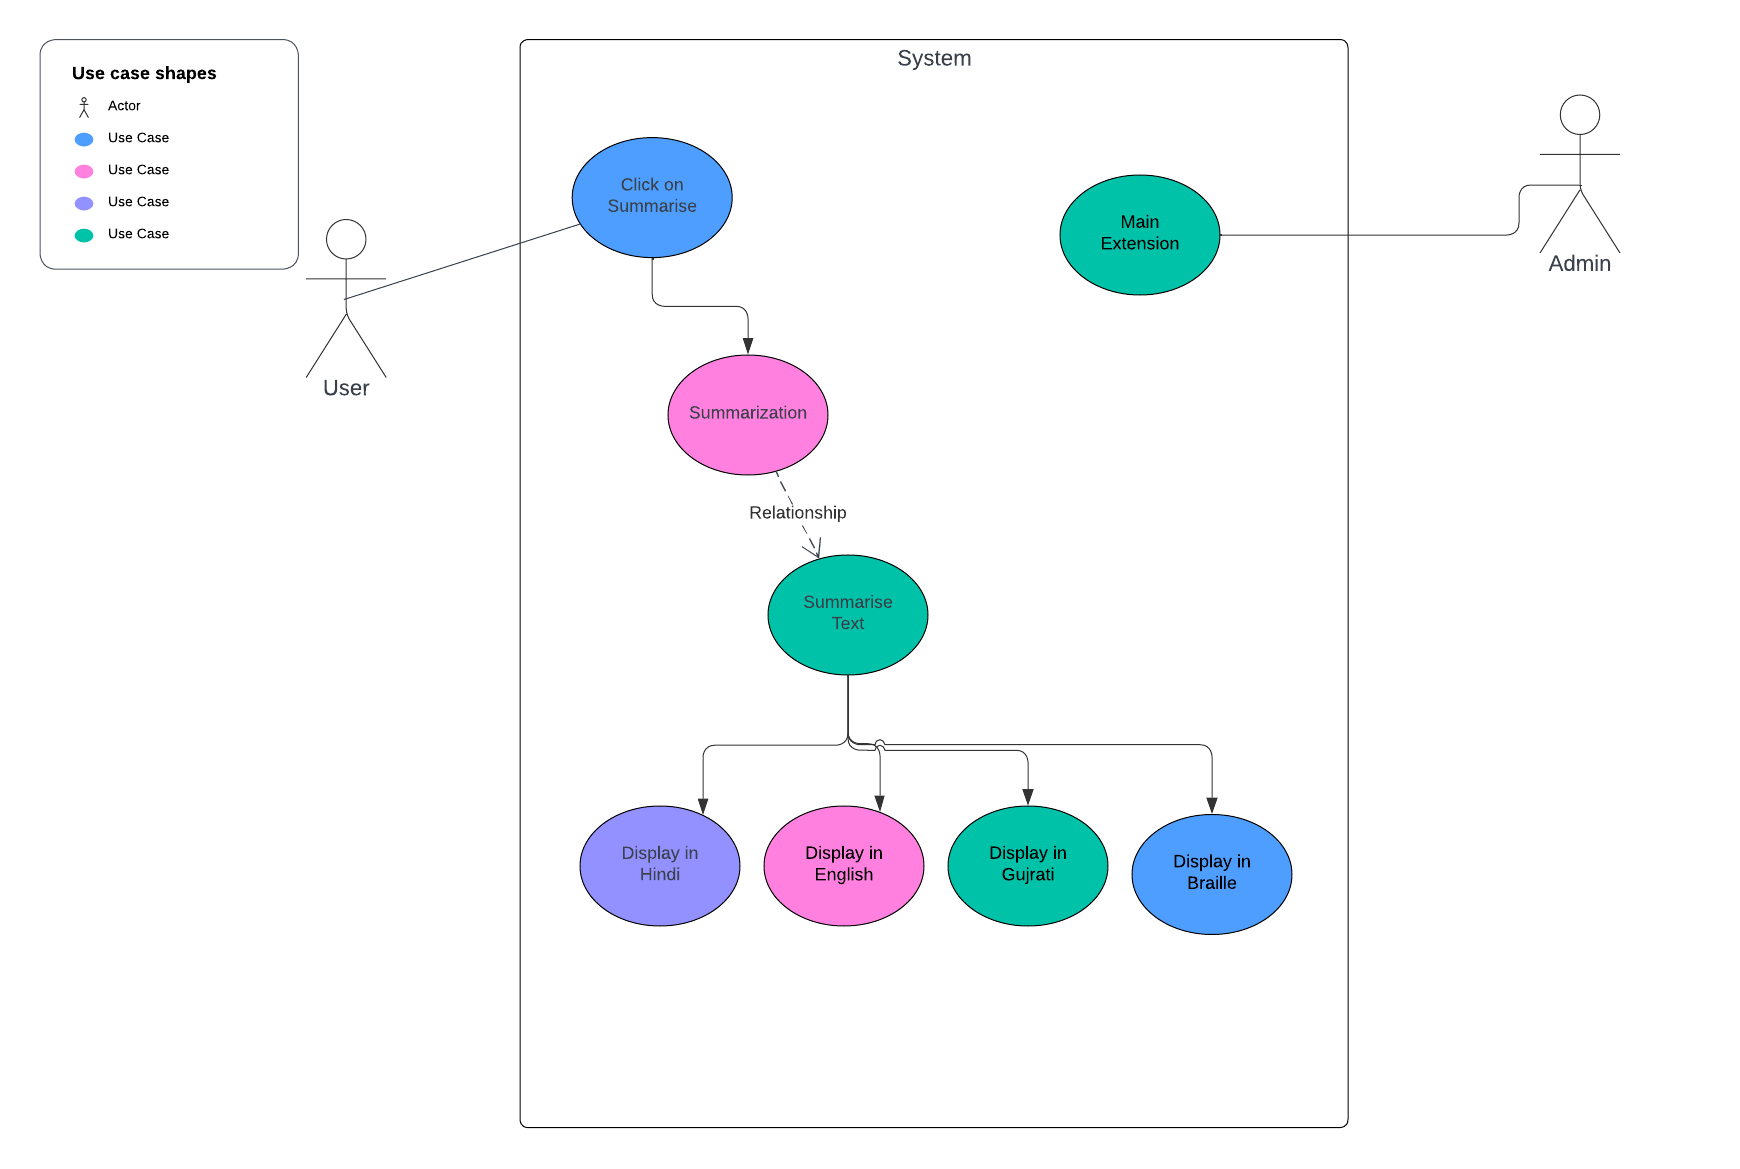 Use case shapes
Actor
Use Case
Use Case
Use Case
Use Case
User
System
Click on
Summarise
Main
Extension
Admin
Summarization
Relationship
Summarise
Text
Display in
Hindi
Display in
English
Display in
Gujrati
Display in
Braille